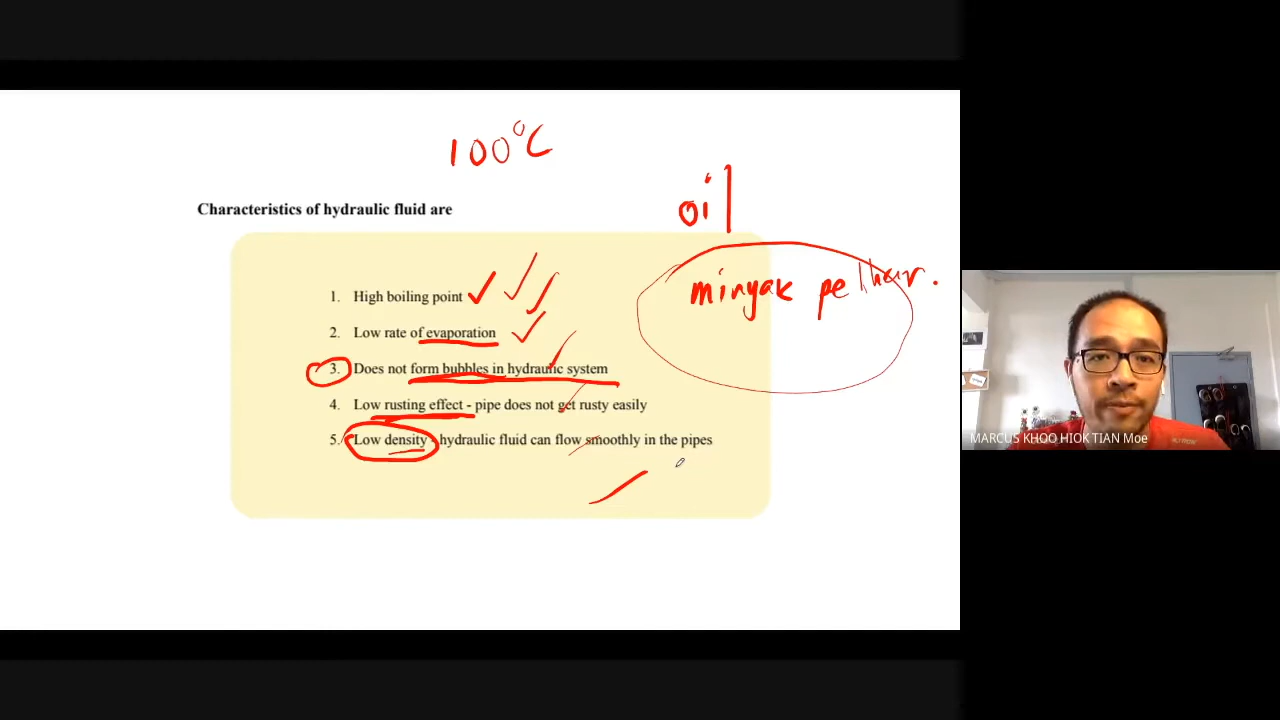 100°C
Characteristics of hydraulic fluid are
oil
minyak
1. High boiling point
2. Low rate of evaporation
3. Does not form bubbles in hydraulic system
4. Low rusting effect - pipe does not get rusty easily
5. Low density - hydraulic fluid can flow smoothly in the pipes
MARCUS KHOO HIOK TIAN Moe